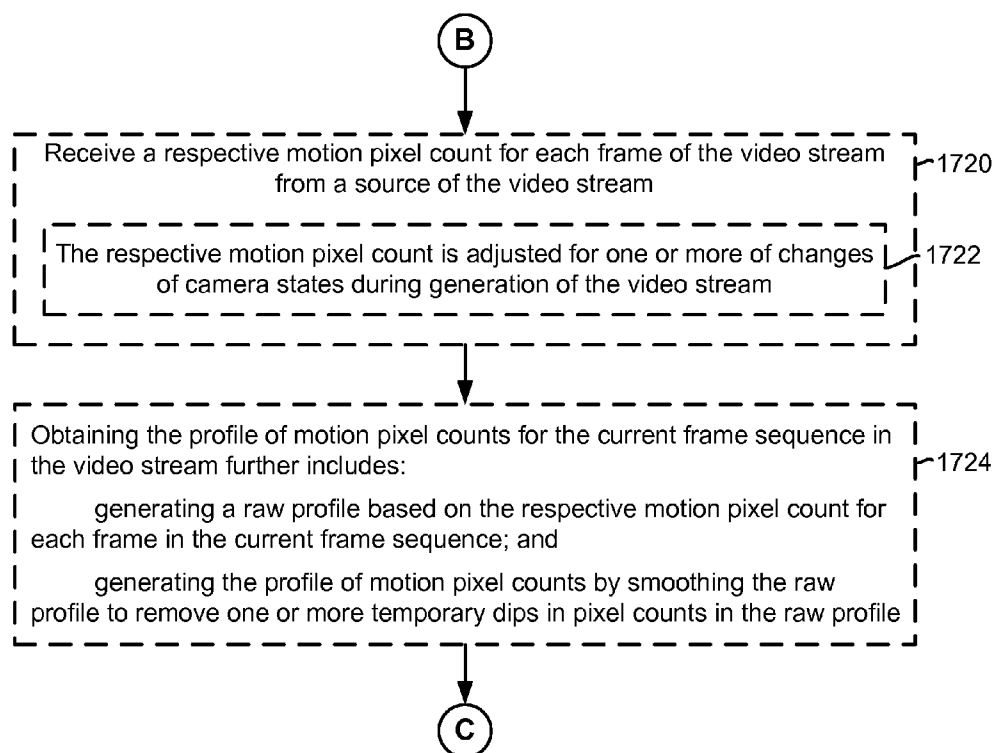 B
Receive a respective motion pixel count for each frame of the video stream
from a source of the video stream
1720
The respective motion pixel count is adjusted for one or more of changes
of camera states during generation of the video stream
1722
Obtaining the profile of motion pixel counts for the current frame sequence in
the video stream further includes:
1724
generating a raw profile based on the respective motion pixel count for
each frame in the current frame sequence; and
generating the profile of motion pixel counts by smoothing the raw
profile to remove one or more temporary dips in pixel counts in the raw profile
C